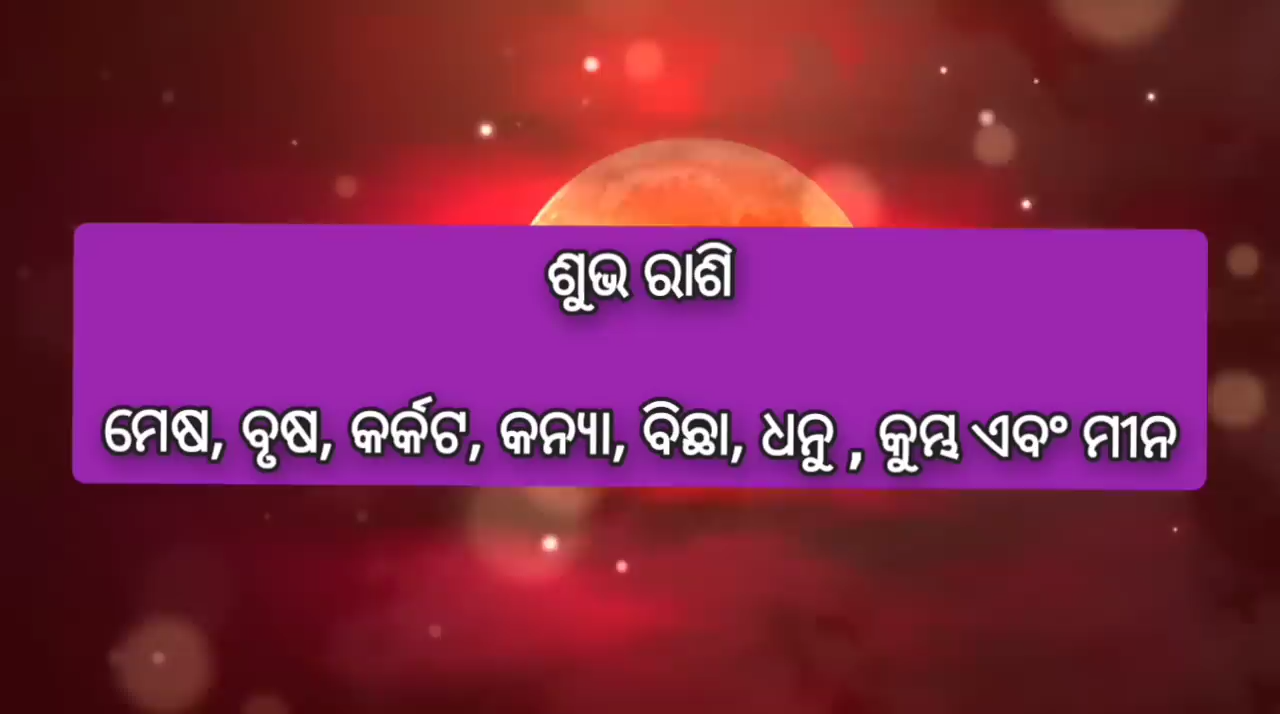 ଶୁଭ ରାଶି
ମେଷ, ବୃଷ, କର୍କଟ, କନ୍ୟା, ବିଛା, ଧନୁ , କୁମ୍ଭ ଏବଂ ମୀନ